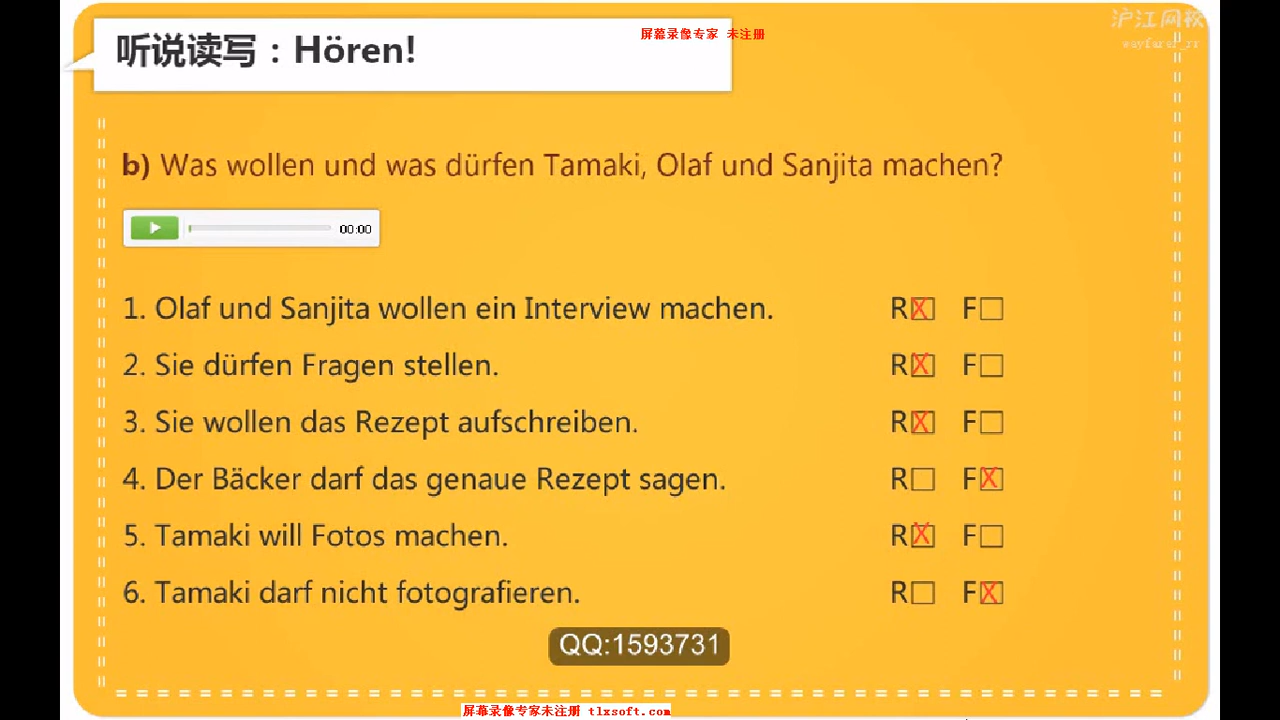 屏幕录像专家 未注册
沪江网校
wayfarer_rr
听说读写：Hören!
b) Was wollen und was dürfen Tamaki, Olaf und Sanjita machen?
00:00
1. Olaf und Sanjita wollen ein Interview machen. R☒ F☐
2. Sie dürfen Fragen stellen. R☒ F☐
3. Sie wollen das Rezept aufschreiben. R☒ F☐
4. Der Bäcker darf das genaue Rezept sagen. R☐ F☒
5. Tamaki will Fotos machen. R☒ F☐
6. Tamaki darf nicht fotografieren. R☐ F☒
QQ:1593731
屏幕录像专家未注册 tlxsoft.com